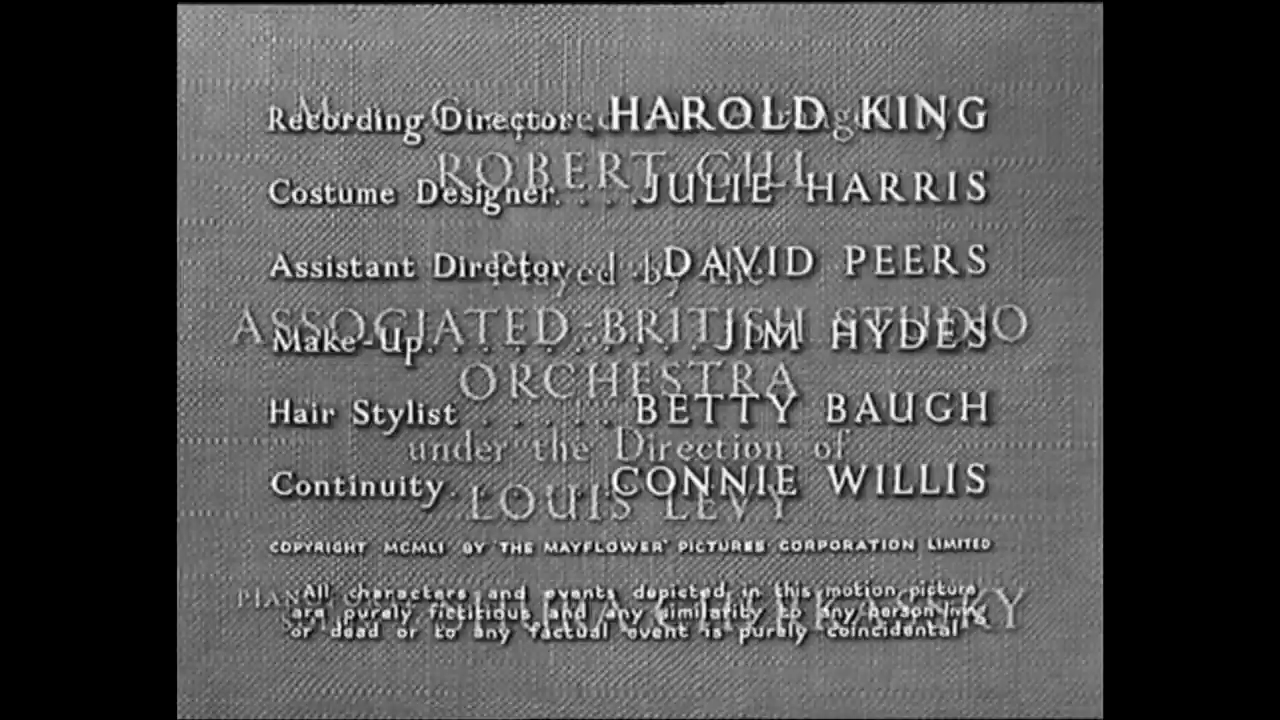 Recording Director. HAROLD KING
Costume Designer. . . . JULIE HARRIS
Assistant Director . . . DAVID PEERS
Make-Up. . . . . . . . . . JIM HYDES
Hair Stylist . . . . . . BETTY BAUGH
Continuity. . . . . . CONNIE WILLIS
COPYRIGHT MCMLI BY 'THE MAYFLOWER' PICTURES CORPORATION LIMITED
All characters and events depicted in this motion picture
are purely fictitious and any similarity to any person living
or dead or to any factual event is purely coincidental
ROBERT GILL
Played by the
ASSOCIATED-BRITISH STUDIO
ORCHESTRA
under the Direction of
LOUIS LEVY